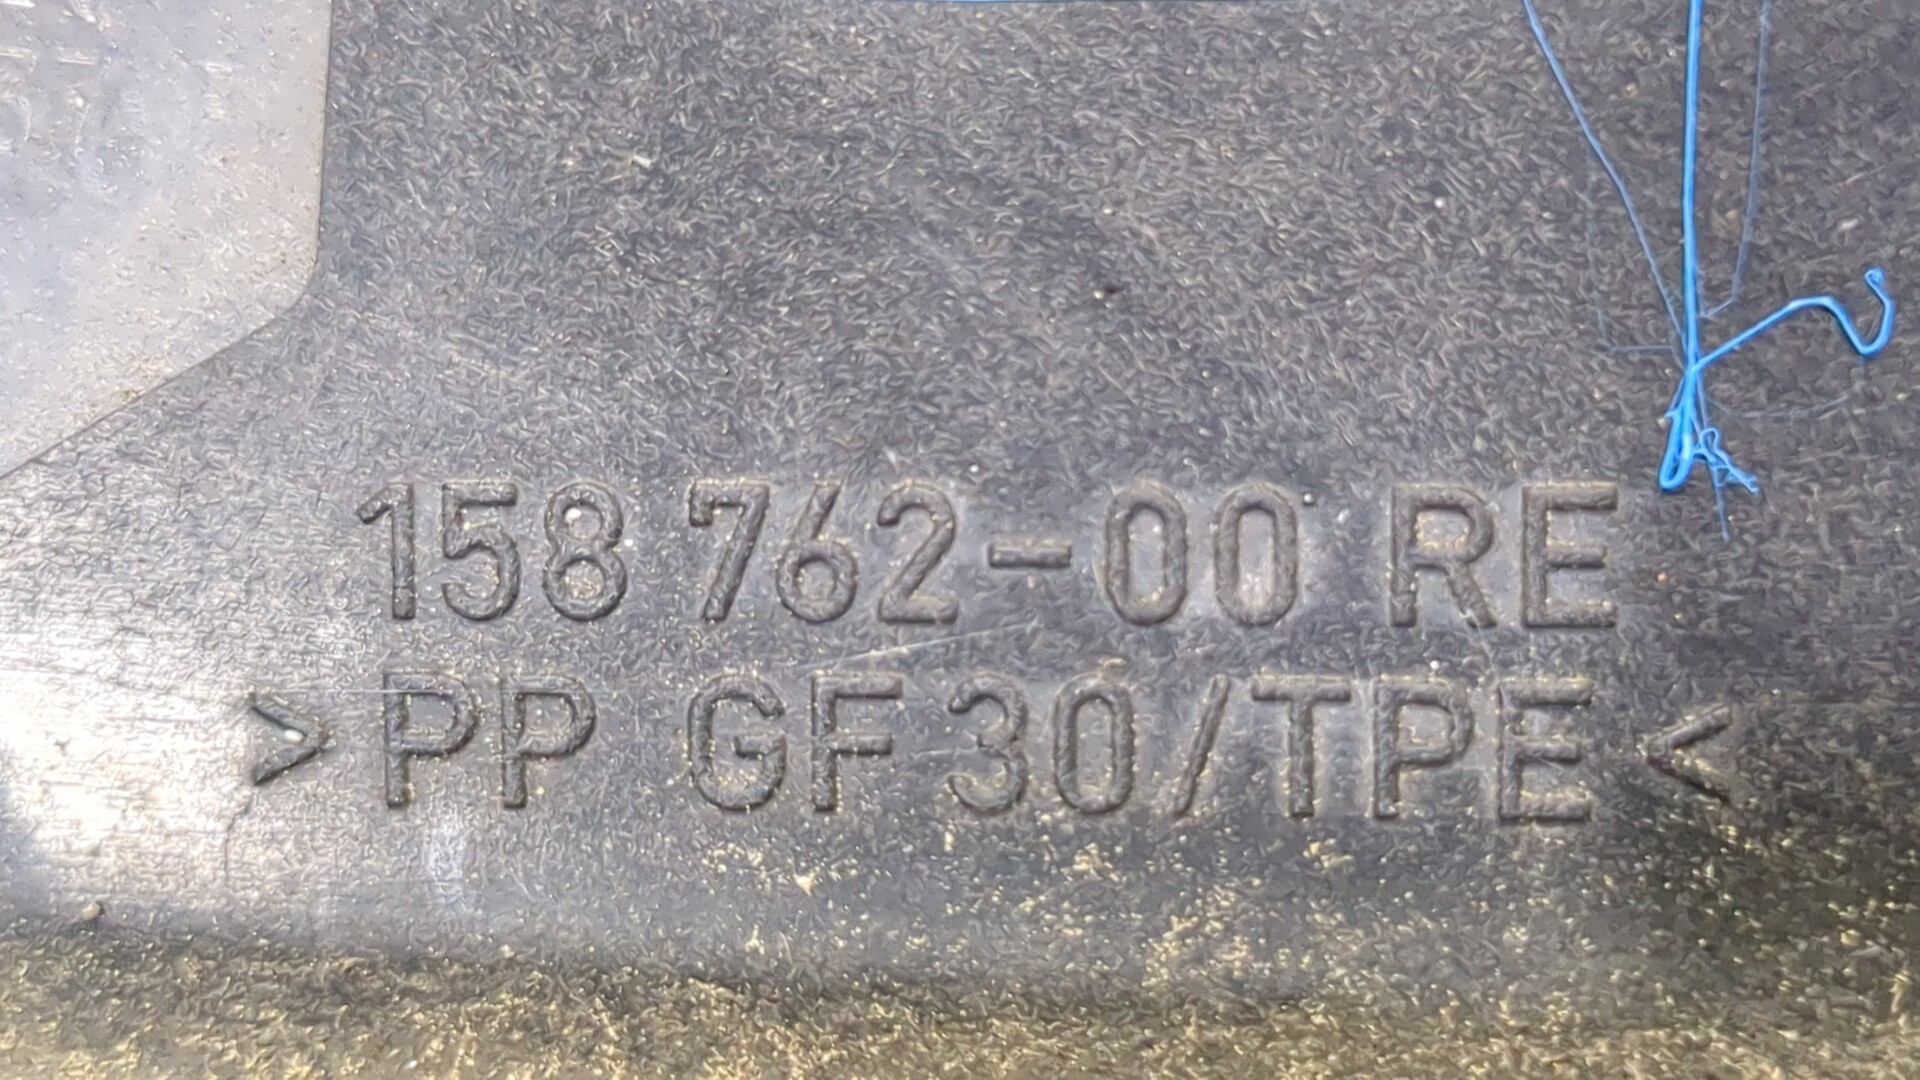 158 762-00 RE
>PP GF30/TPE<